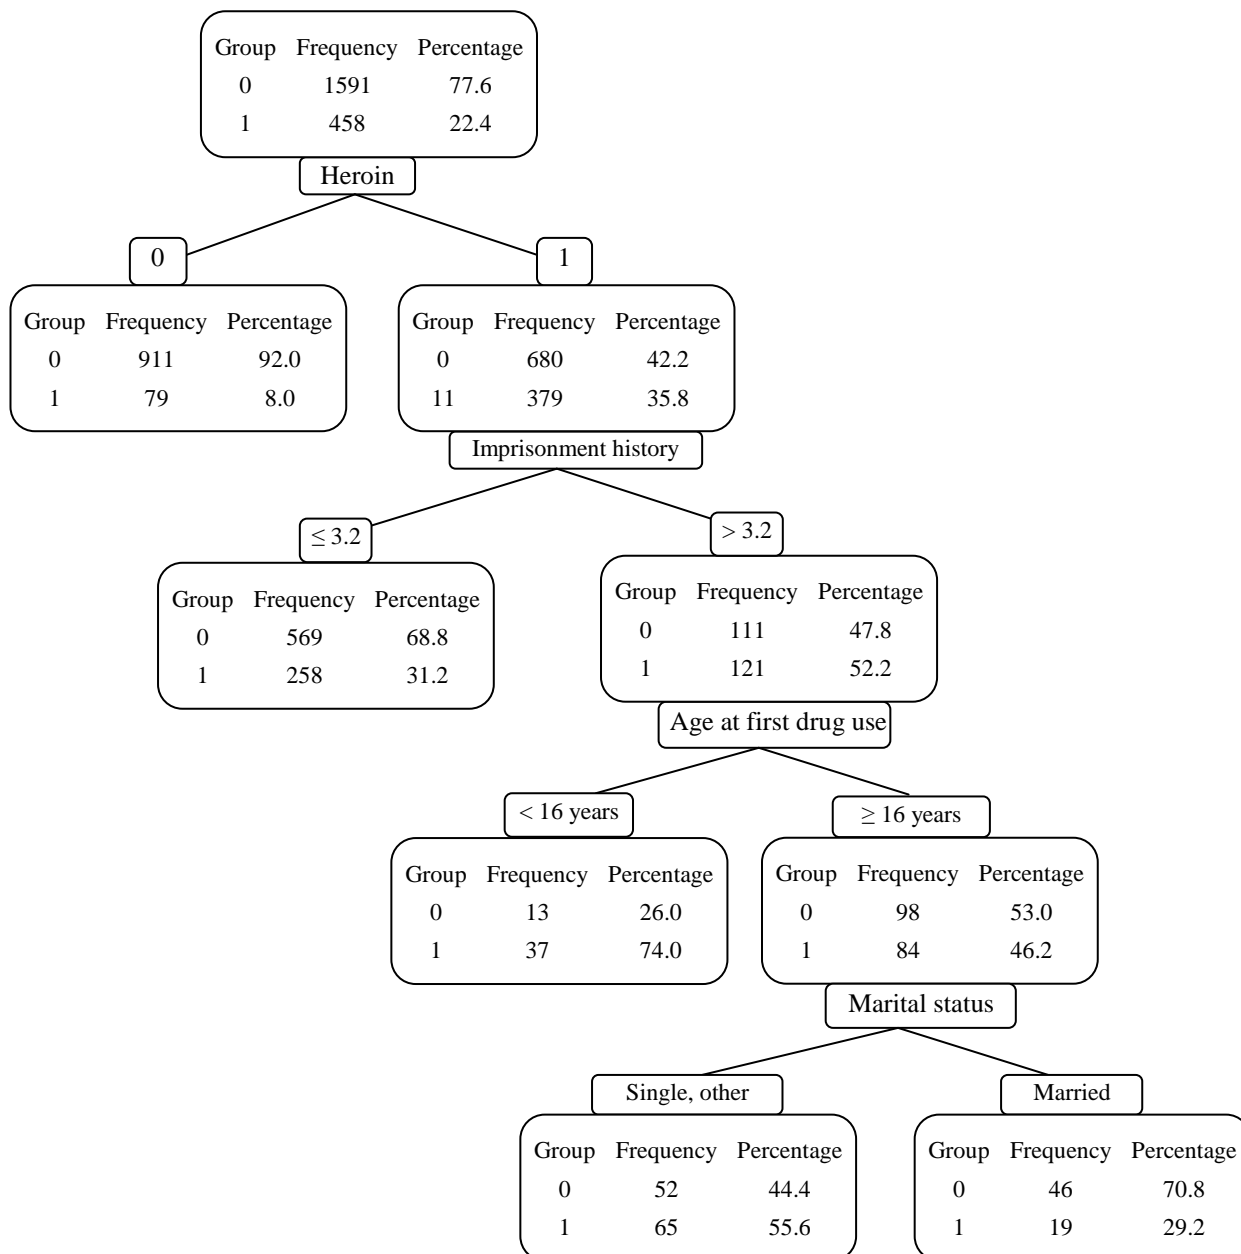 Group Frequency Percentage
0 1591 77.6
1 458 22.4
Heroin
0
Group Frequency Percentage
0 911 92.0
1 79 8.0
1
Group Frequency Percentage
0 680 42.2
11 379 35.8
Imprisonment history
≤ 3.2
Group Frequency Percentage
0 569 68.8
1 258 31.2
> 3.2
Group Frequency Percentage
0 111 47.8
1 121 52.2
Age at first drug use
< 16 years
Group Frequency Percentage
0 13 26.0
1 37 74.0
≥ 16 years
Group Frequency Percentage
0 98 53.0
1 84 46.2
Marital status
Single, other
Group Frequency Percentage
0 52 44.4
1 65 55.6
Married
Group Frequency Percentage
0 46 70.8
1 19 29.2